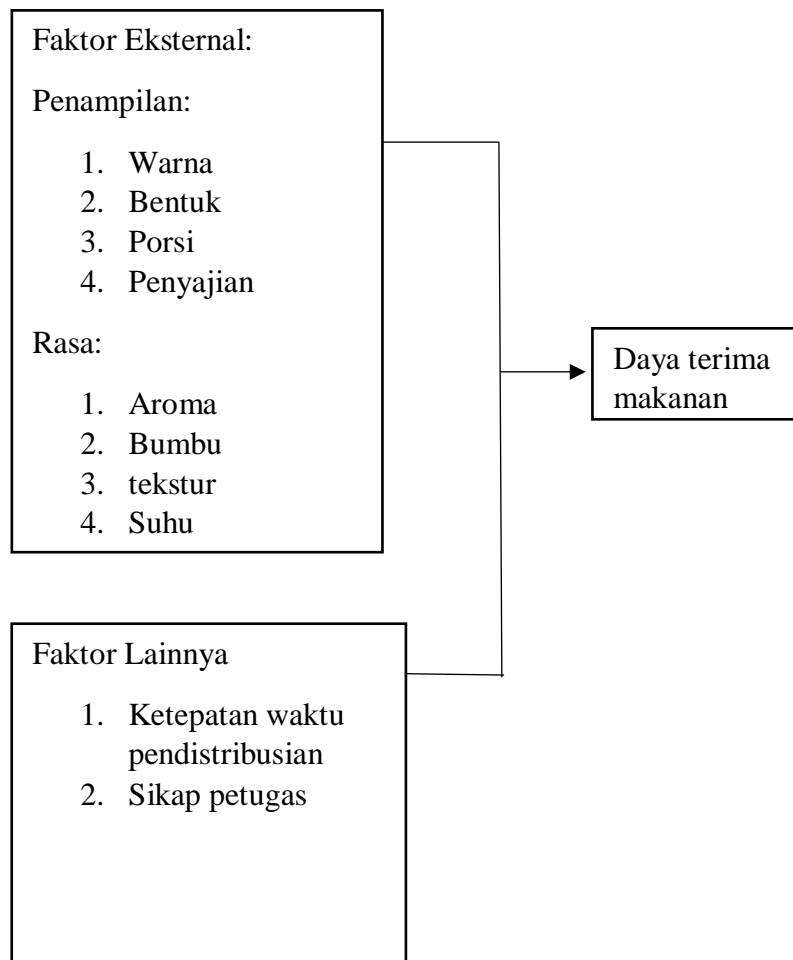 Faktor Eksternal:
Penampilan:
1. Warna
2. Bentuk
3. Porsi
4. Penyajian
Rasa:
1. Aroma
2. Bumbu
3. tekstur
4. Suhu
Daya terima
makanan
Faktor Lainnya
1. Ketepatan waktu
pendistribusian
2. Sikap petugas